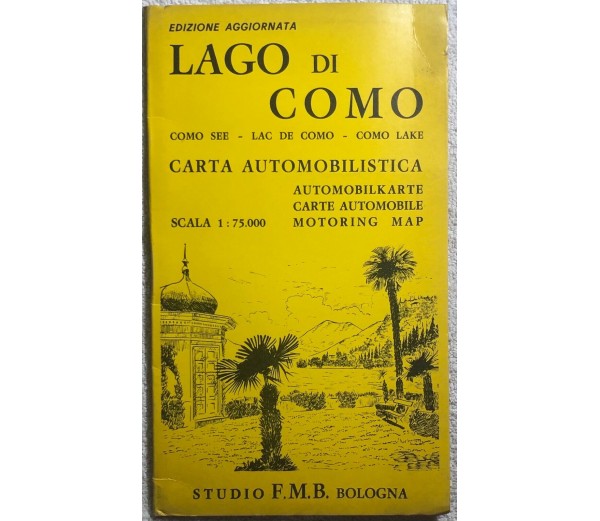 EDIZIONE AGGIORNATA
LAGO DI
COMO
COMO SEE - LAC DE COMO - COMO LAKE
CARTA AUTOMOBILISTICA
AUTOMOBILKARTE
CARTE AUTOMOBILE
SCALA 1 : 75.000 MOTORING MAP
STUDIO F.M.B. BOLOGNA